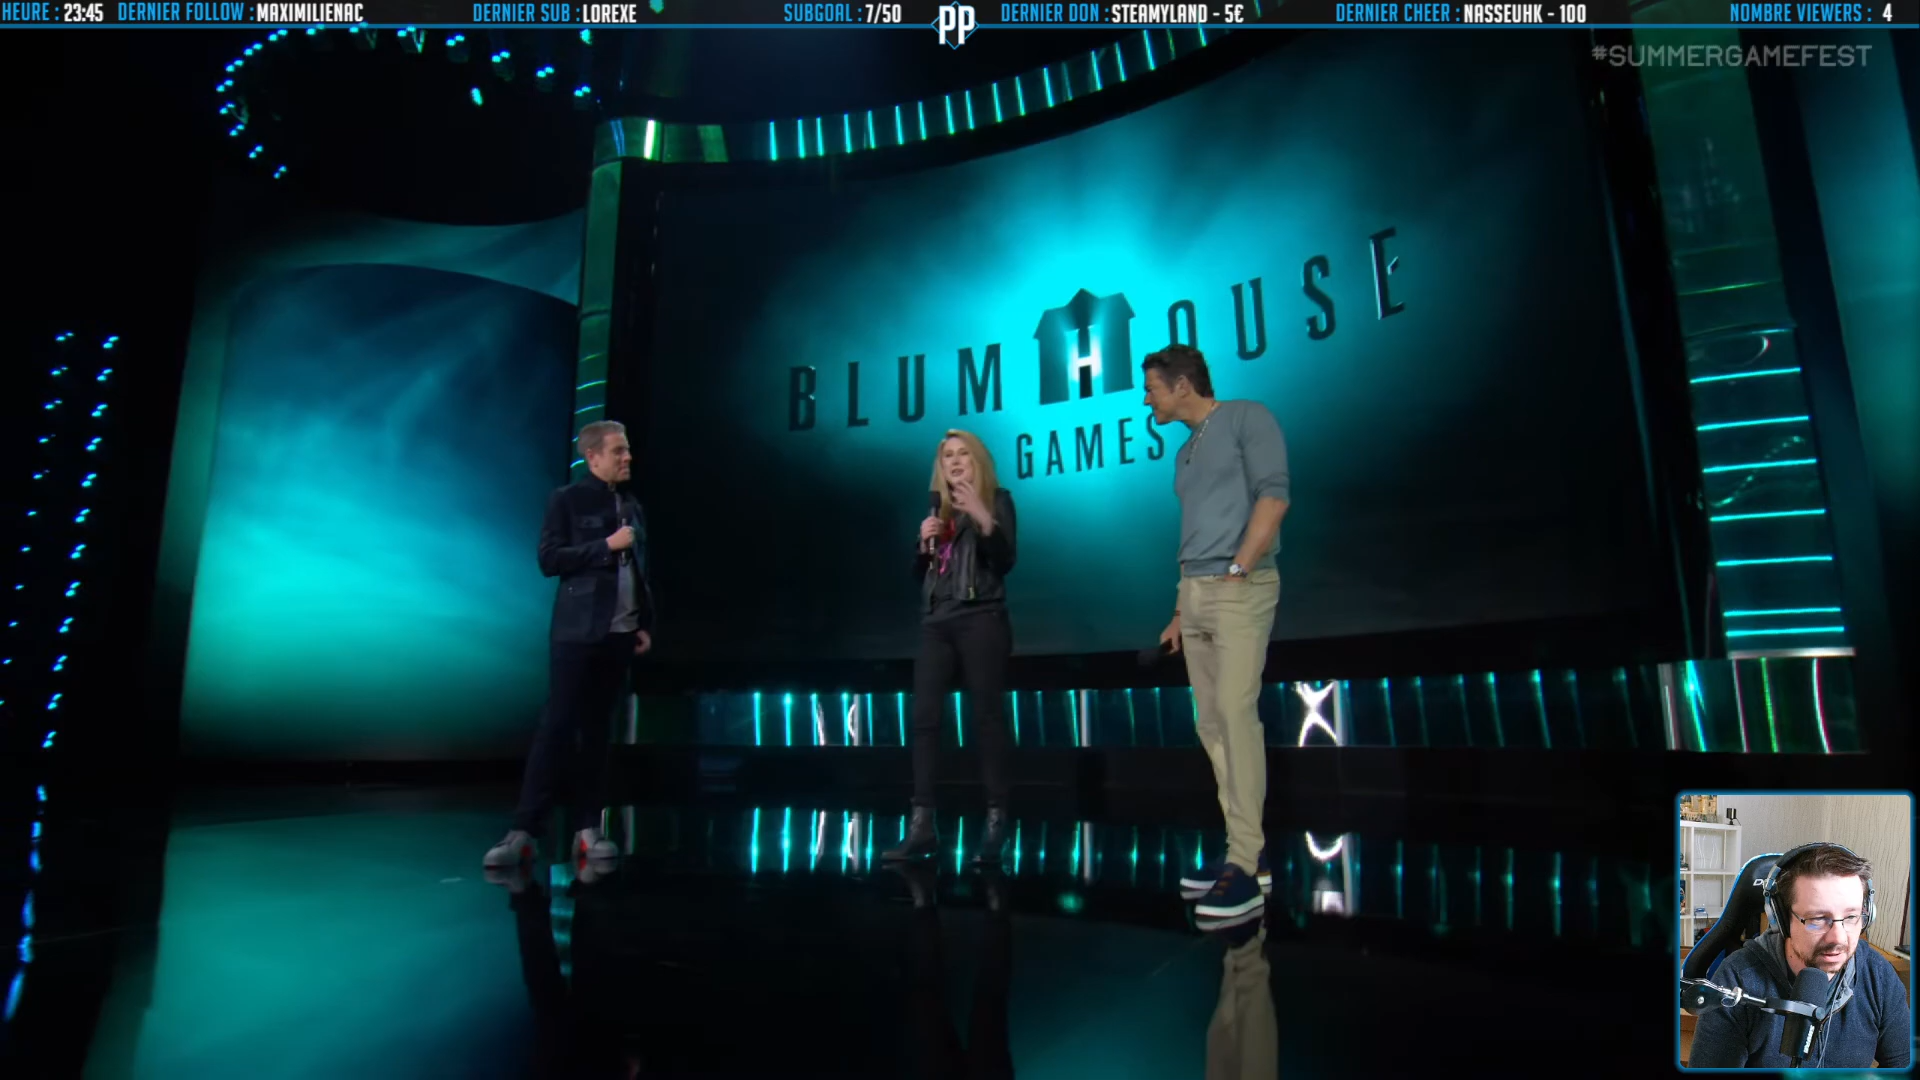 HEURE : 23:45 DERNIER FOLLOW : MAXIMILIENAC DERNIER SUB : LOREXE SUBGOAL : 7/50 PP DERNIER DON : STEAMYLAND - 5€ DERNIER CHEER : NASSEUHK - 100 NOMBRE VIEWERS : 4
#SUMMERGAMEFEST
BLUMHOUSE
GAMES